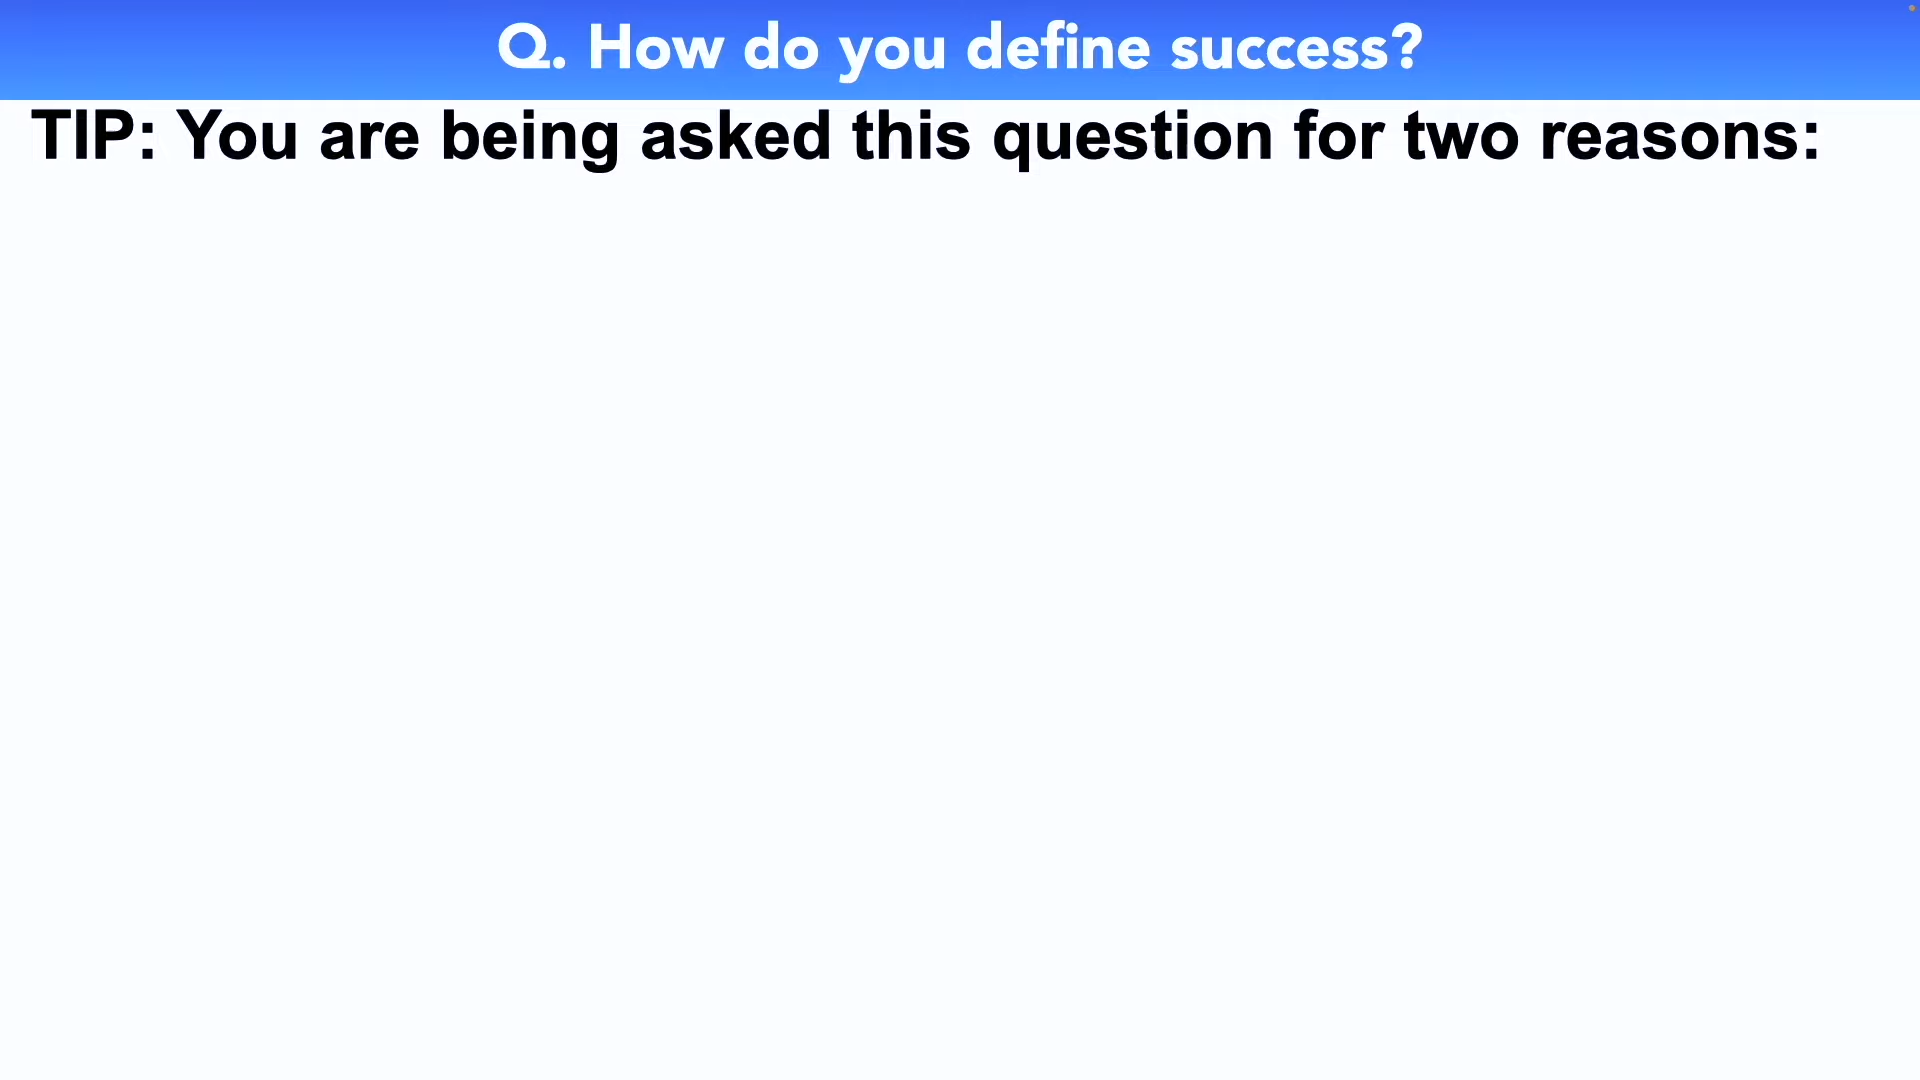 Q. How do you define success?
TIP: You are being asked this question for two reasons: